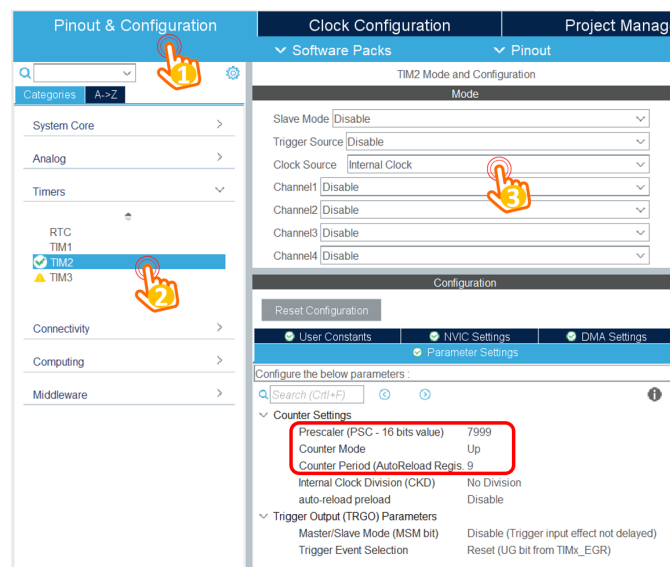 Pinout & Configuration
Clock Configuration
Project Manag
Software Packs
Pinout
1
Categories
A->Z
System Core
Analog
Timers
RTC
TIM1
TIM2
TIM3
2
Connectivity
Computing
Middleware
TIM2 Mode and Configuration
Mode
Slave Mode Disable
Trigger Source Disable
Clock Source Internal Clock
Channel1 Disable
Channel2 Disable
Channel3 Disable
Channel4 Disable
3
Configuration
Reset Configuration
User Constants
NVIC Settings
DMA Settings
Parameter Settings
Configure the below parameters :
Search (Crtl+F)
Counter Settings
Prescaler (PSC - 16 bits value) 7999
Counter Mode Up
Counter Period (AutoReload Regis. 9
Internal Clock Division (CKD) No Division
auto-reload preload Disable
Trigger Output (TRGO) Parameters
Master/Slave Mode (MSM bit) Disable (Trigger input effect not delayed)
Trigger Event Selection Reset (UG bit from TIMx_EGR)